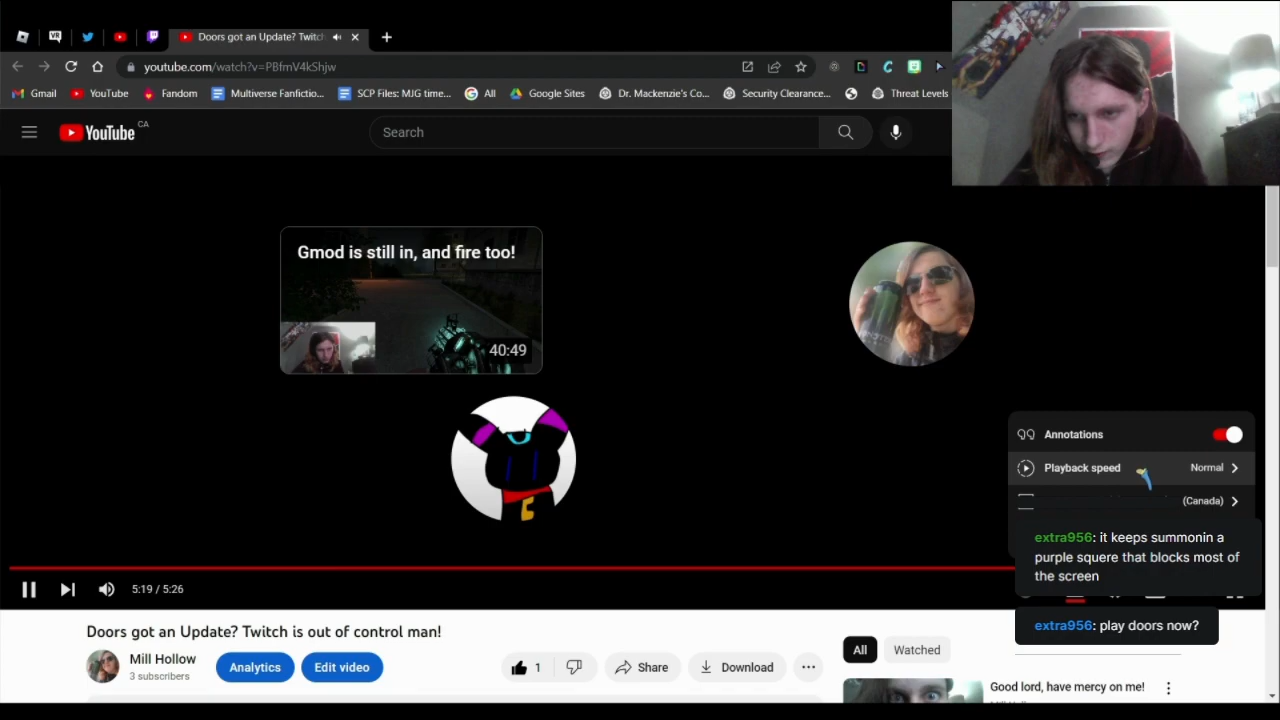 Doors got an Update? Twitch
youtube.com/watch?v=PBfmV4kShjw
Gmail
YouTube
Fandom
Multiverse Fanfictio...
SCP Files: MJG time...
All
Google Sites
Dr. Mackenzie's Co...
Security Clearance...
Threat Levels
YouTube CA
Search
Gmod is still in, and fire too!
40:49
Annotations
Playback speed Normal
(Canada)
extra956: it keeps summonin a
purple squere that blocks most of
the screen
5:19 / 5:26
extra956: play doors now?
Doors got an Update? Twitch is out of control man!
Mill Hollow
3 subscribers
Analytics
Edit video
1
Share
Download
All
Watched
Good lord, have mercy on me!